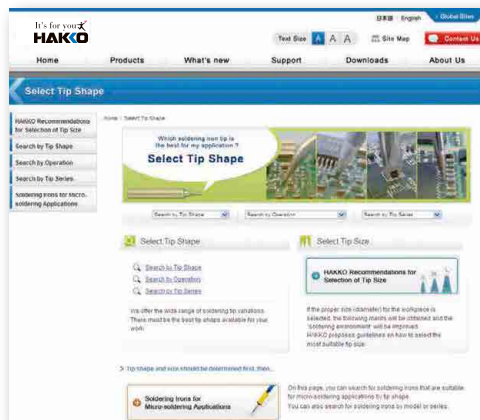 It's for you
HAKKO
日本語 English Global Sites
Text Size A A A Site Map Contact Us
Home Products What's new Support Downloads About Us
Select Tip Shape
HAKKO Recommendations
for Selection of Tip Size
Search by Tip Shape
Search by Operation
Search by Tip Series
Soldering Irons for Micro-
soldering Applications
Home > Select Tip Shape
Which soldering iron tip is
the best for my application ?
Select Tip Shape
Search by Tip Shape Search by Operation Search by Tip Series
Select Tip Shape
Search by Tip Shape
Search by Operation
Search by Tip Series
We offer the wide range of soldering tip variations.
There must be the best tip shape available for your
work.
Select Tip Size
HAKKO Recommendations for
Selection of Tip Size
If the proper size (diameter) for the workpiece is
selected, the following merits will be obtained and the
"soldering environment" will be improved.
HAKKO proposes guidelines on how to select the
most suitable tip size.
> Tip shape and size should be determined first, then...
Soldering Irons for
Micro-soldering Applications
On this page, you can search for soldering irons that are suitable
for micro-soldering applications by tip shape.
You can also search for soldering irons by model or series.